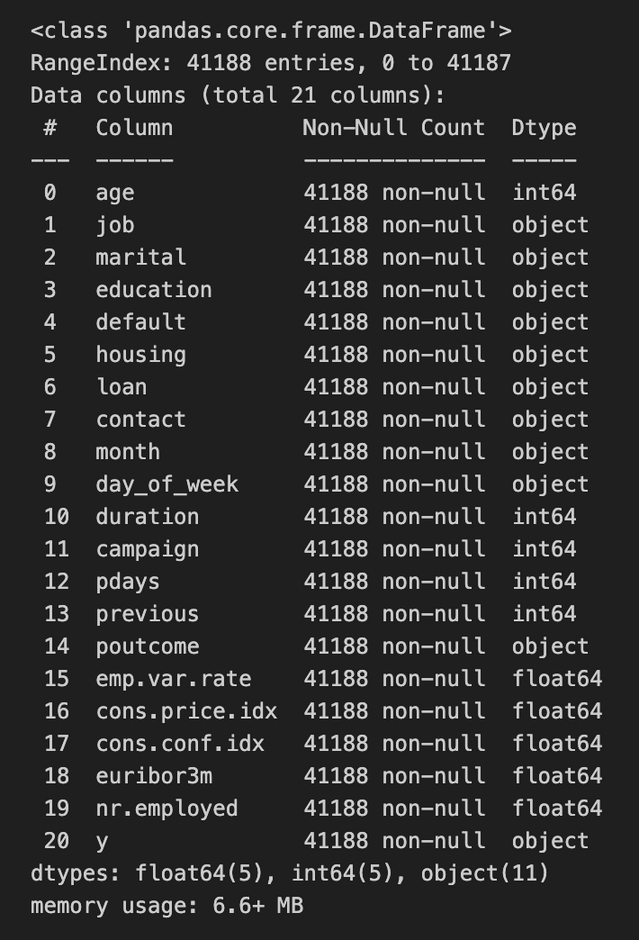 <class 'pandas.core.frame.DataFrame'>
RangeIndex: 41188 entries, 0 to 41187
Data columns (total 21 columns):
 #   Column          Non-Null Count  Dtype
---  ------          --------------  -----
 0   age             41188 non-null  int64
 1   job             41188 non-null  object
 2   marital         41188 non-null  object
 3   education       41188 non-null  object
 4   default         41188 non-null  object
 5   housing         41188 non-null  object
 6   loan            41188 non-null  object
 7   contact         41188 non-null  object
 8   month           41188 non-null  object
 9   day_of_week     41188 non-null  object
 10  duration        41188 non-null  int64
 11  campaign        41188 non-null  int64
 12  pdays           41188 non-null  int64
 13  previous        41188 non-null  int64
 14  poutcome        41188 non-null  object
 15  emp.var.rate    41188 non-null  float64
 16  cons.price.idx  41188 non-null  float64
 17  cons.conf.idx   41188 non-null  float64
 18  euribor3m       41188 non-null  float64
 19  nr.employed     41188 non-null  float64
 20  y               41188 non-null  object
dtypes: float64(5), int64(5), object(11)
memory usage: 6.6+ MB